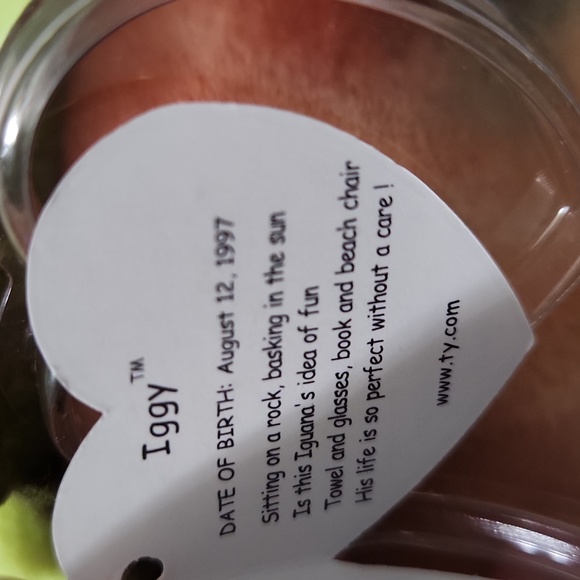 Iggy™
DATE OF BIRTH: August 12, 1997
Sitting on a rock, basking in the sun
Is this Iguana's idea of fun
Towel and glasses, book and beach chair
His life is so perfect without a care !
www.ty.com